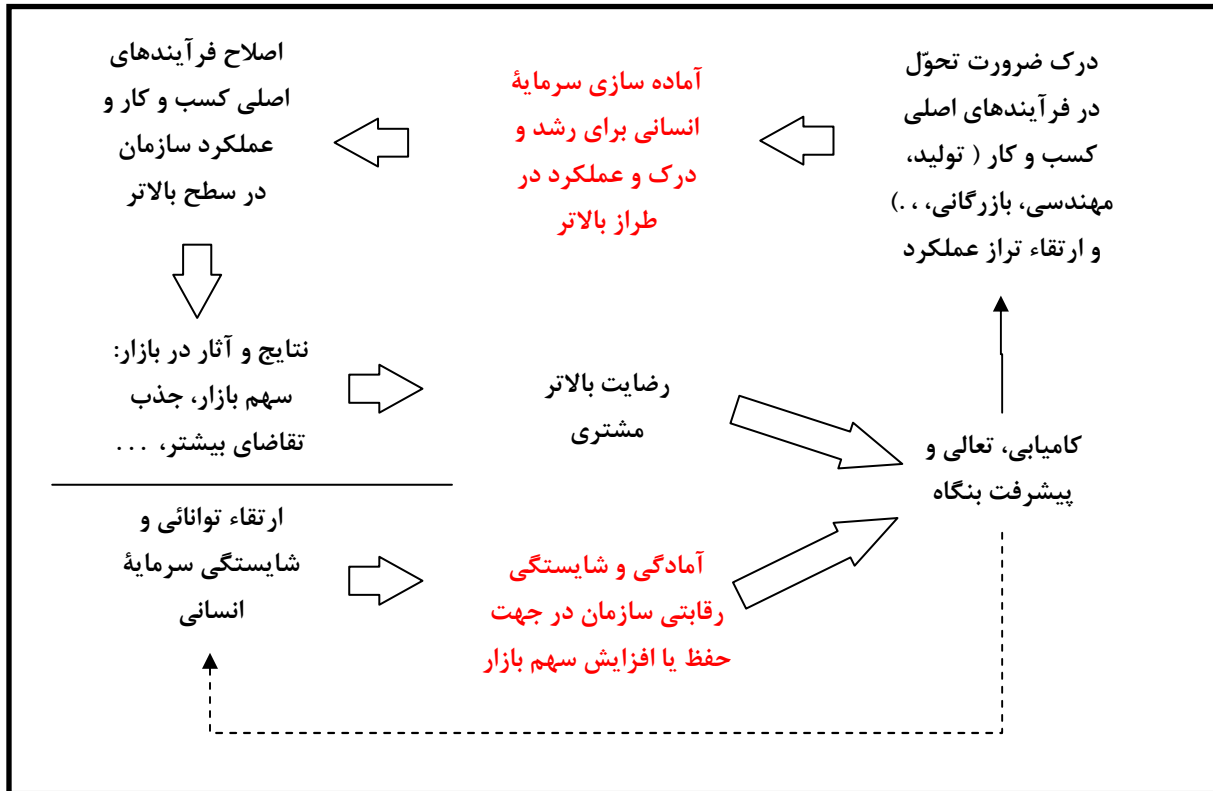 درک ضرورت تحوّل
در فرآیندهای اصلی
کسب و کار ( تولید،
مهندسی، بازرگانی، . . .)
و ارتقاء تراز عملکرد
آماده سازی سرمایۀ
انسانی برای رشد و
درک و عملکرد در
طراز بالاتر
اصلاح فرآیندهای
اصلی کسب و کار و
عملکرد سازمان
در سطح بالاتر
نتایج و آثار در بازار:
سهم بازار، جذب
تقاضای بیشتر، . . .
رضایت بالاتر
مشتری
کامیابی، تعالی و
پیشرفت بنگاه
ارتقاء توانائی و
شایستگی سرمایۀ
انسانی
آمادگی و شایستگی
رقابتی سازمان در جهت
حفظ یا افزایش سهم بازار